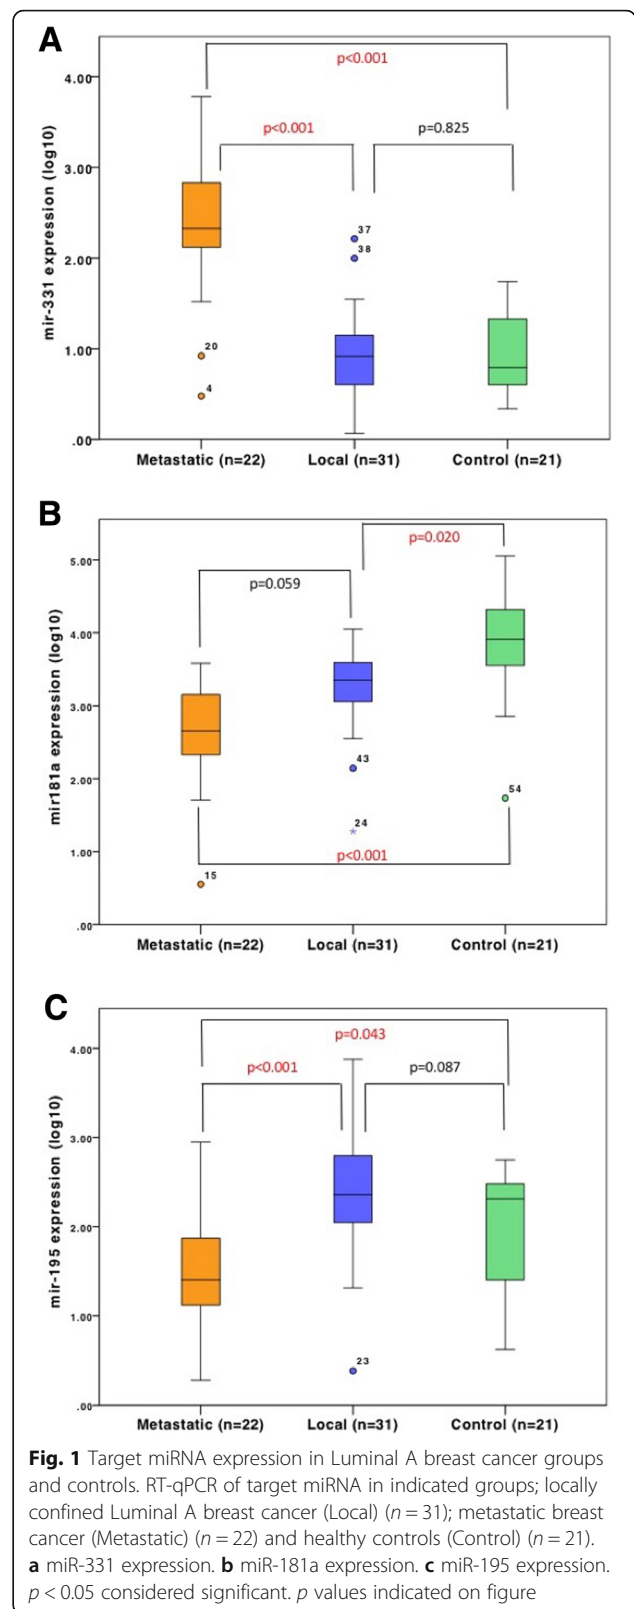 A
mir-331 expression (log10)
4.00
3.00
2.00
1.00
.00
p<0.001
p<0.001
p=0.825
37
38
20
4
Metastatic (n=22) Local (n=31) Control (n=21)
B
mir181a expression (log10)
5.00
4.00
3.00
2.00
1.00
.00
p=0.020
p=0.059
43
54
24
p<0.001
15
Metastatic (n=22) Local (n=31) Control (n=21)
C
mir-195 expression (log10)
4.00
3.00
2.00
1.00
.00
p=0.043
p<0.001
p=0.087
23
Metastatic (n=22) Local (n=31) Control (n=21)
Fig. 1 Target miRNA expression in Luminal A breast cancer groups
and controls. RT-qPCR of target miRNA in indicated groups; locally
confined Luminal A breast cancer (Local) (n = 31); metastatic breast
cancer (Metastatic) (n = 22) and healthy controls (Control) (n = 21).
a miR-331 expression. b miR-181a expression. c miR-195 expression.
p < 0.05 considered significant. p values indicated on figure